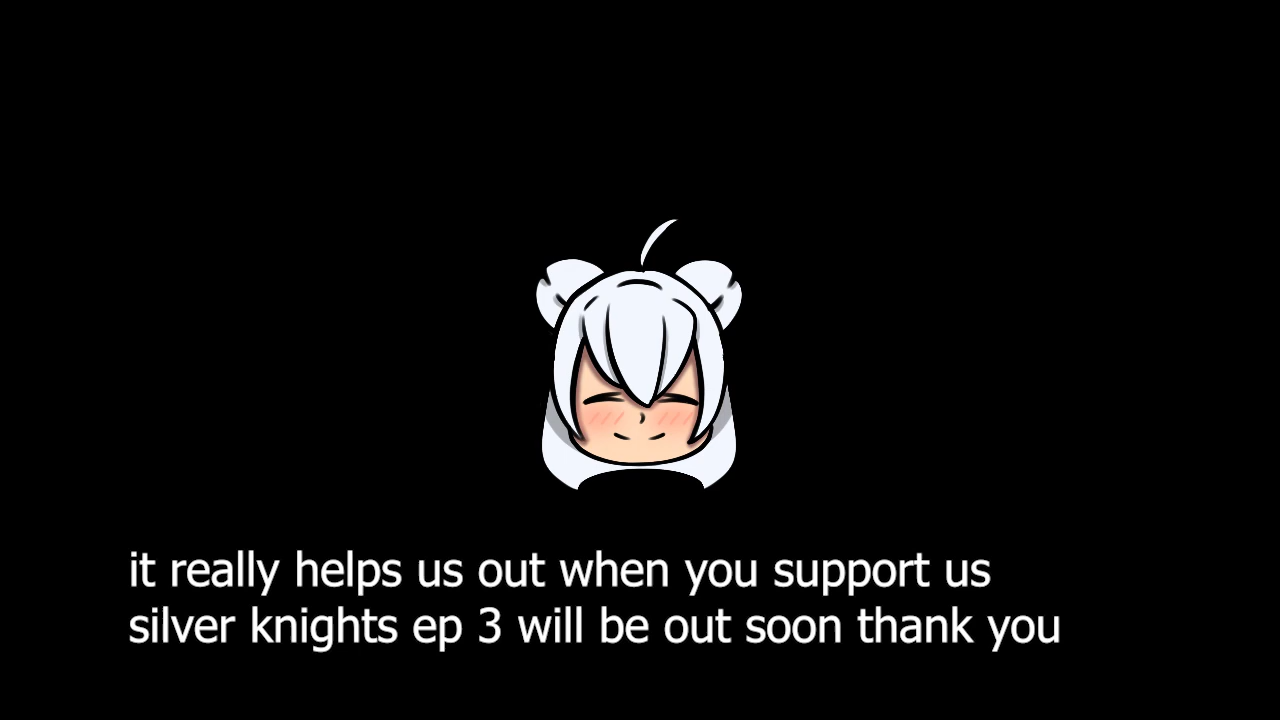 it really helps us out when you support us
silver knights ep 3 will be out soon thank you